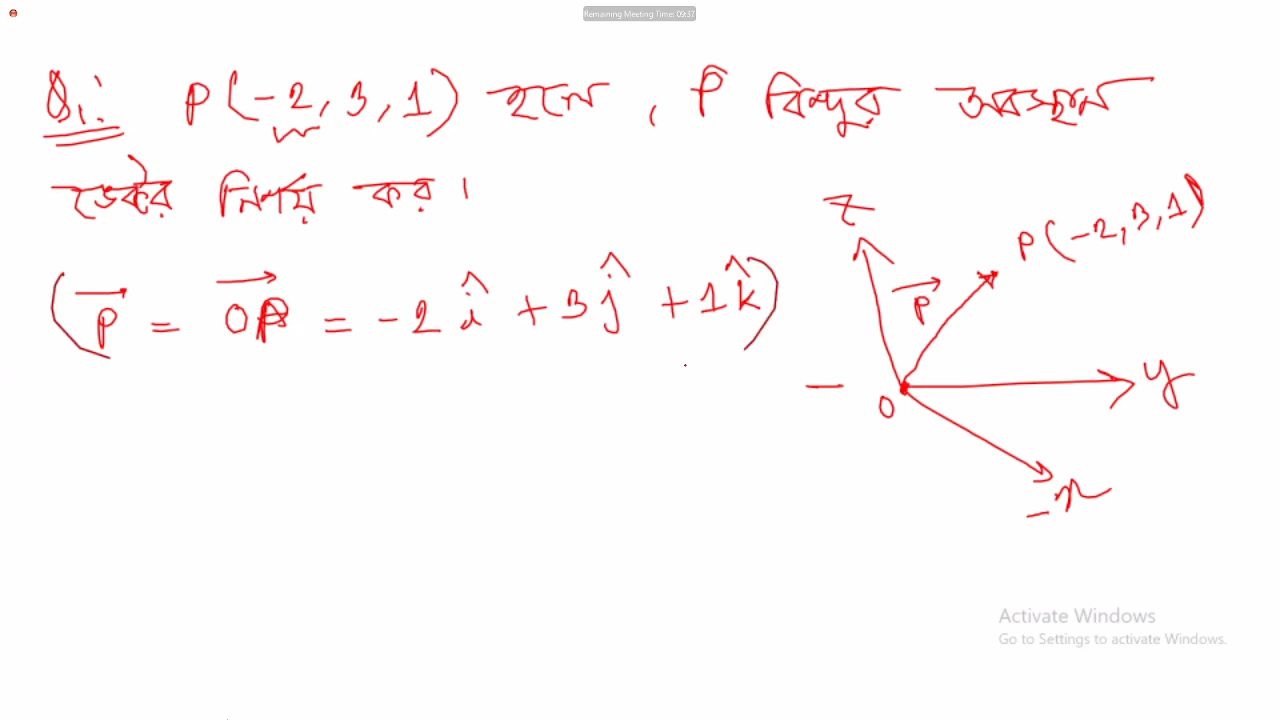 Remaining Meeting Time: 09:37
Q1: P(-2, 3, 1) হলে, P বিন্দুর অবস্থান
ভেক্টর নির্ণয় কর।
Z
P(-2, 3, 1)
(P⃗ = OP⃗ = -2î + 3ĵ + 1k̂)
P⃗
y
O
-x
Activate Windows
Go to Settings to activate Windows.